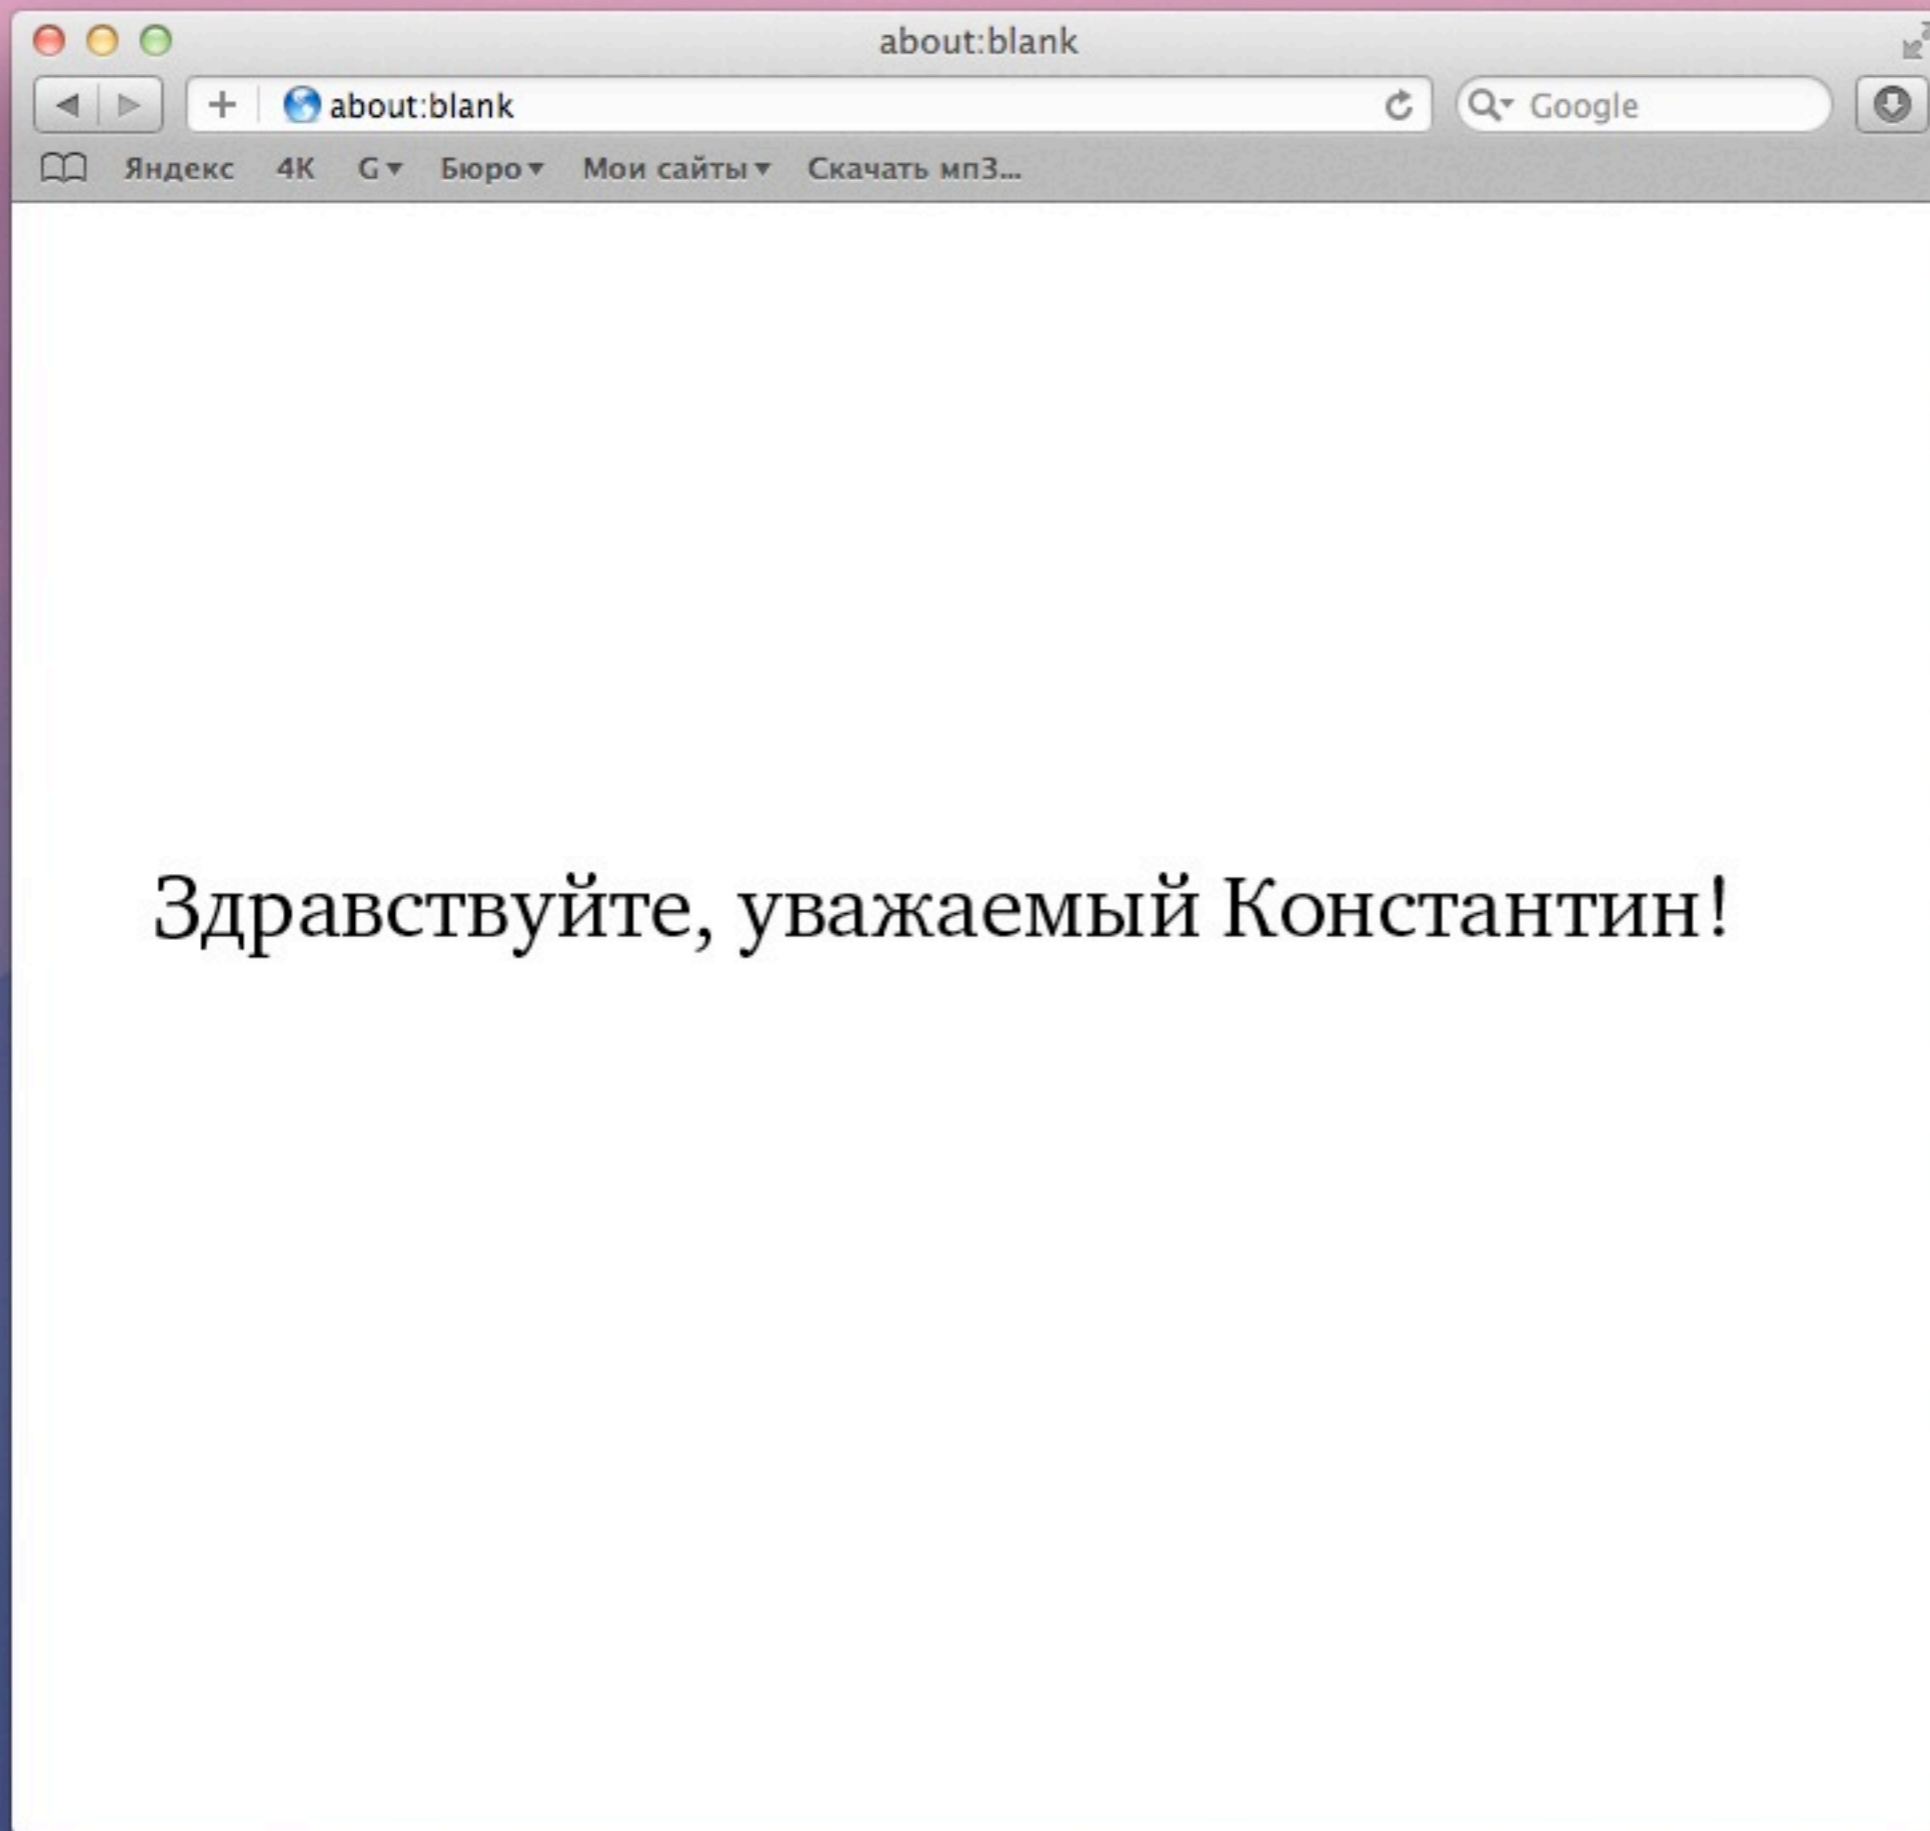 about:blank
about:blank
Google
Яндекс 4K G Бюро Мои сайты Скачать мп3...
Здравствуйте, уважаемый Константин!